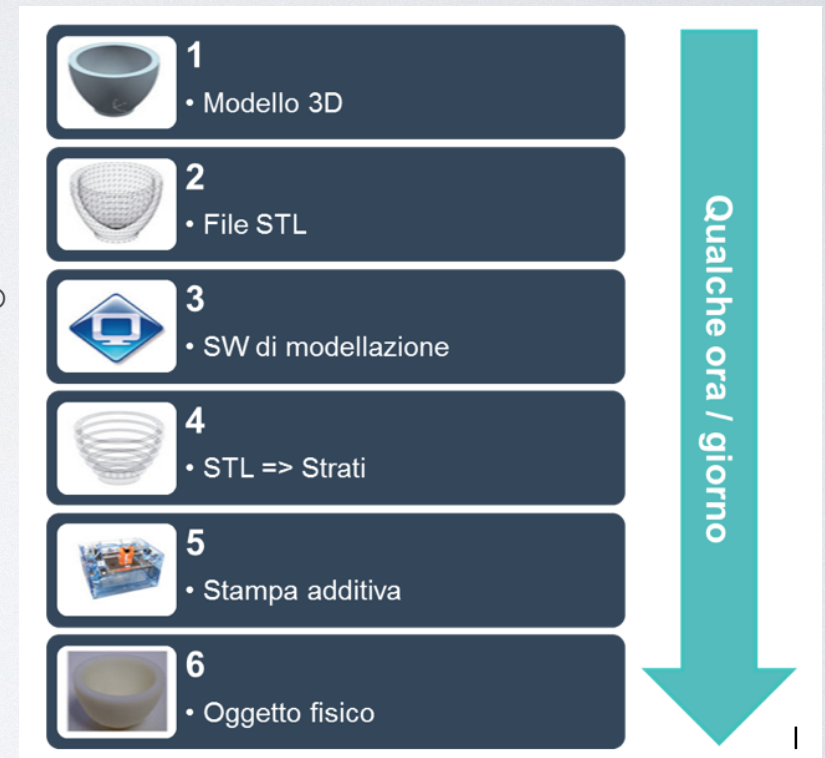 1
• Modello 3D
2
• File STL
3
• SW di modellazione
4
• STL => Strati
5
• Stampa additiva
6
• Oggetto fisico
Qualche ora / giorno